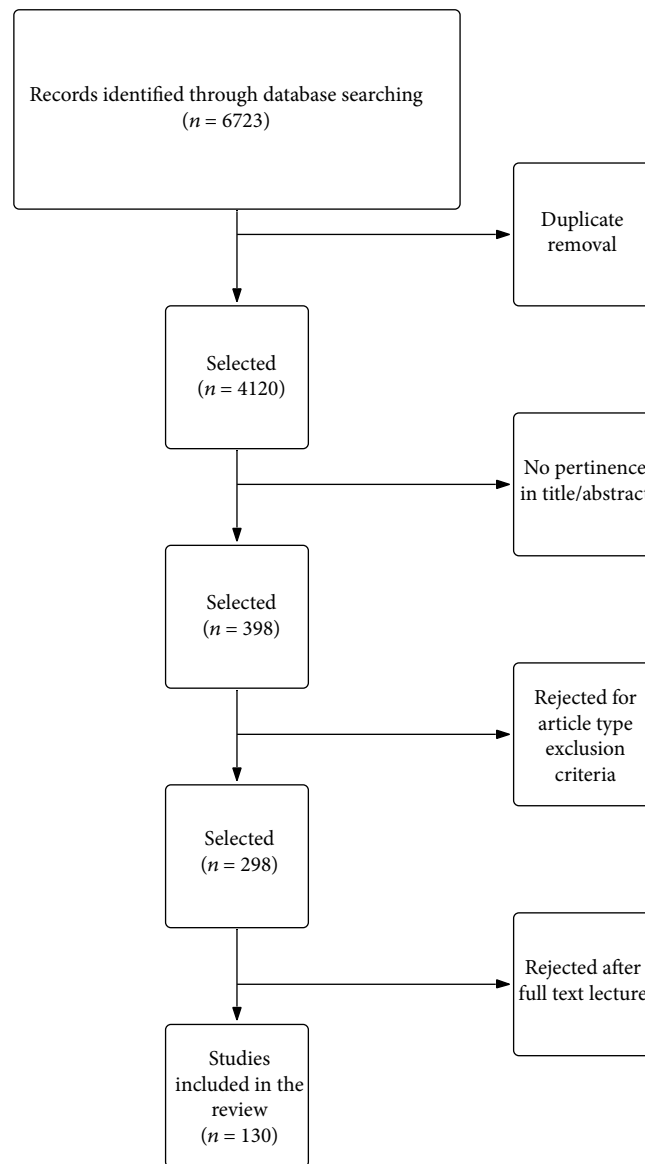 Records identified through database searching
(n = 6723)
Duplicate
removal
Selected
(n = 4120)
No pertinence
in title/abstract
Selected
(n = 398)
Rejected for
article type
exclusion
criteria
Selected
(n = 298)
Rejected after
full text lecture
Studies
included in the
review
(n = 130)